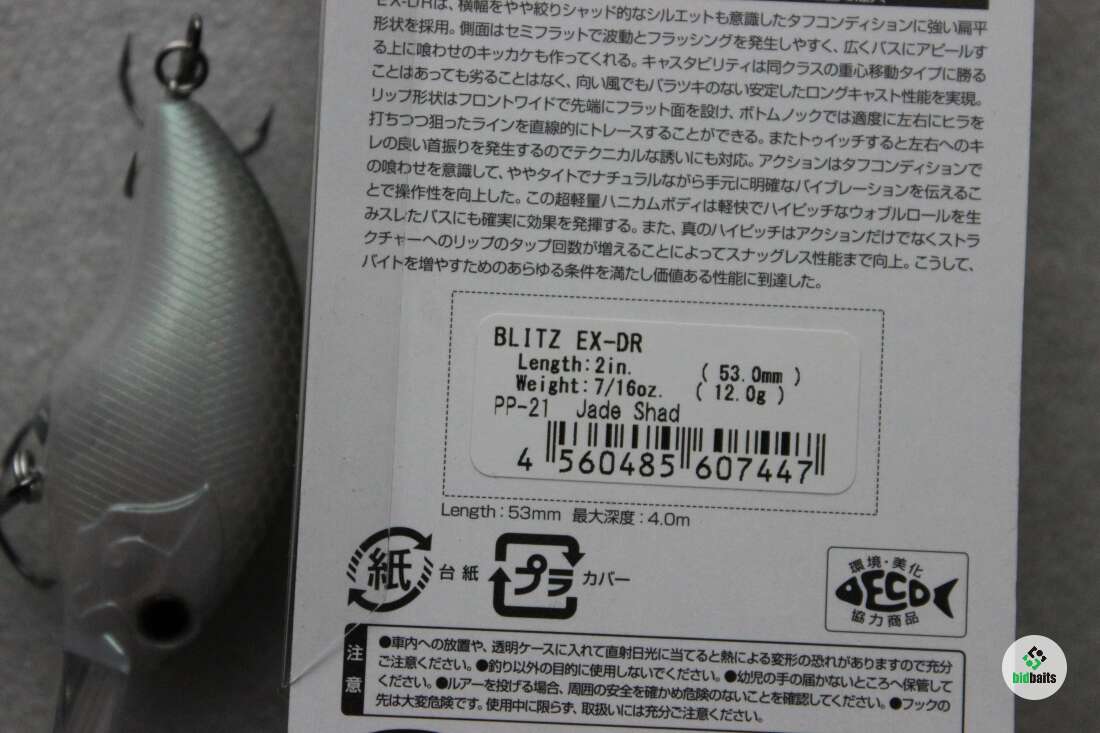 EX-DRは、横幅をやや絞りシャッド的なシルエットも意識したタフコンディションに強い扁平
形状を採用。側面はセミフラットで波動とフラッシングを発生しやすく、広くバスにアピールす
る上に喰わせのキッカケも作ってくれる。キャスタビリティは同クラスの重心移動タイプに勝る
ことはあっても劣ることはなく、向い風でもバラツキのない安定したロングキャスト性能を実現。
リップ形状はフロントワイドで先端にフラット面を設け、ボトムノックでは適度に左右にヒラを
打ちつつ狙ったラインを直線的にトレースすることができる。またトゥイッチすると左右へのキ
レの良い首振りを発生するのでテクニカルな誘いにも対応。アクションはタフコンディションで
の喰わせを意識して、ややタイトでナチュラルながら手元に明確なバイブレーションを伝えるこ
とで操作性を向上した。この超軽量ハニカムボディは軽快でハイピッチなウォブルロールを生
みスレたバスにも確実に効果を発揮する。また、真のハイピッチはアクションだけでなくストラ
クチャーへのリップのタップ回数が増えることによってスナッグレス性能まで向上。こうして、
バイトを増やすためのあらゆる条件を満たし価値ある性能に到達した。
BLITZ EX-DR
Length:2in. ( 53.0mm )
Weight:7/16oz. ( 12.0g )
PP-21 Jade Shad
4 560485 607447
Length:53mm 最大深度:4.0m
紙 台紙 プラ カバー
環境・美化
ECO
協力商品
注意
●車内への放置や、透明ケースに入れて直射日光に当てると熱による変形の恐れがありますので充分
ご注意ください。●釣り以外の目的に使用しないでください。●幼児の手の届かないところへ保管して
ください。●ルアーを投げる場合、周囲の安全を確かめ危険のないことを確認してください。●フックの
先は大変危険です。使用中に限らず、取扱いには充分ご注意ください。
bidbaits